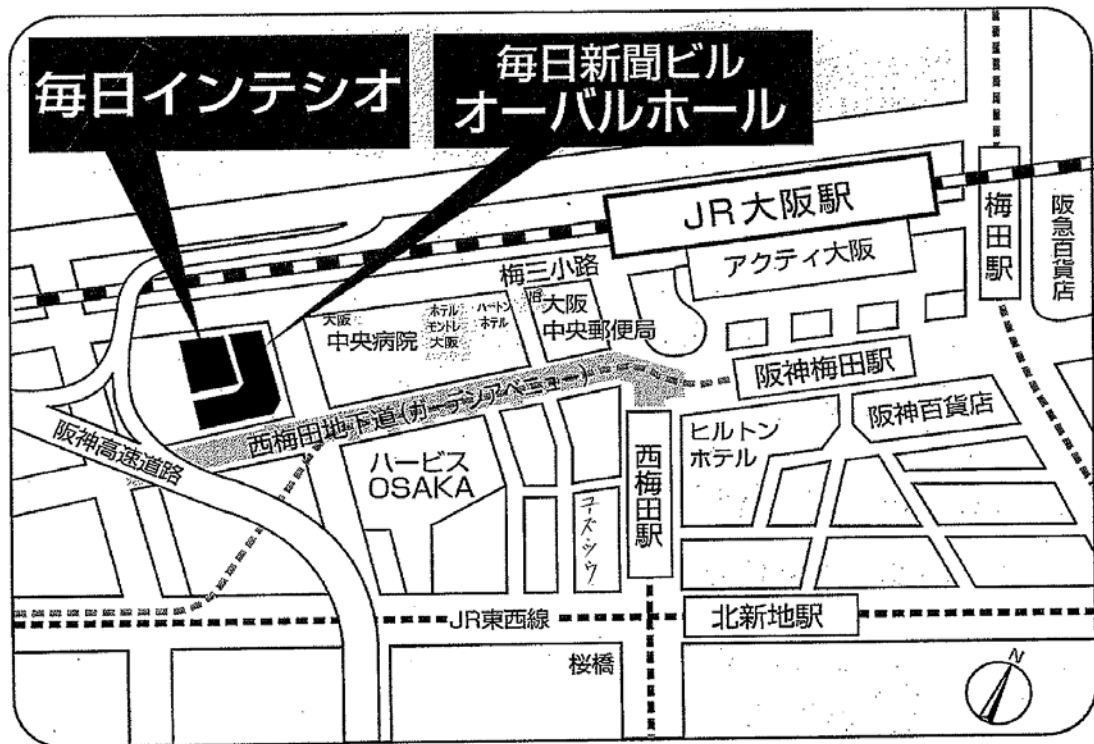 毎日インテシオ
毎日新聞ビル
オーバルホール
JR大阪駅
アクティ大阪
梅田駅
阪急百貨店
梅三小路
旧大阪
中央郵便局
ハートン
ホテル
ホテル
モントレ
大阪
大阪
中央病院
阪神梅田駅
阪神百貨店
西梅田地下道(ガーデンアベニュー)
阪神高速道路
ハービス
OSAKA
ヒルトン
ホテル
西梅田駅
JR東西線
北新地駅
桜橋
N